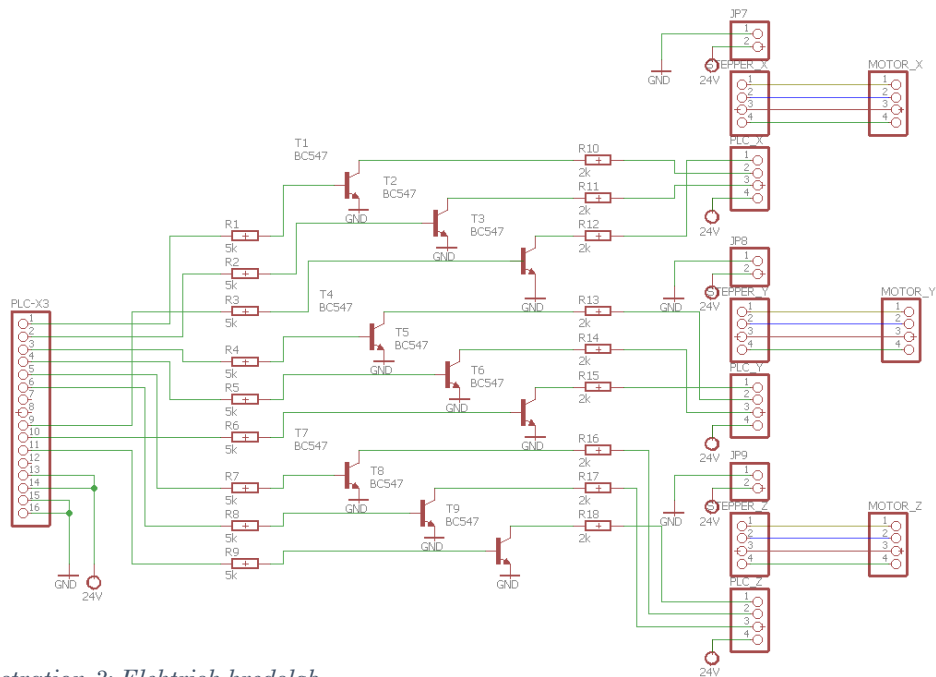 JP7
1
2
GND
24V
STEPPER_X
1
2
3
4
MOTOR_X
1
2
3
4
PLC_X
1
2
3
4
24V
T1
BC547
GND
T2
BC547
GND
T3
BC547
GND
R10
2k
R11
2k
R12
2k
R1
5k
R2
5k
R3
5k
JP8
1
2
GND
24V
STEPPER_Y
1
2
3
4
MOTOR_Y
1
2
3
4
PLC_Y
1
2
3
4
24V
T4
BC547
GND
T5
BC547
GND
T6
BC547
GND
R13
2k
R14
2k
R15
2k
R4
5k
R5
5k
R6
5k
PLC-X3
1
2
3
4
5
6
7
8
9
10
11
12
13
14
15
16
GND
24V
JP9
1
2
GND
24V
STEPPER_Z
1
2
3
4
MOTOR_Z
1
2
3
4
PLC_Z
1
2
3
4
24V
T7
BC547
GND
T8
BC547
GND
T9
BC547
GND
R16
2k
R17
2k
R18
2k
R7
5k
R8
5k
R9
5k